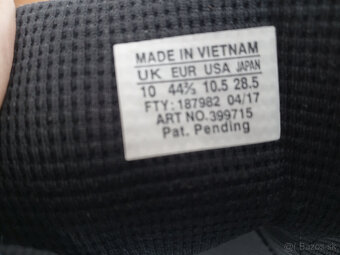 MADE IN VIETNAM
UK EUR USA JAPAN
10 44⅔ 10.5 28.5
FTY: 187982 04/17
ART NO.399715
Pat. Pending
© Bazos.sk